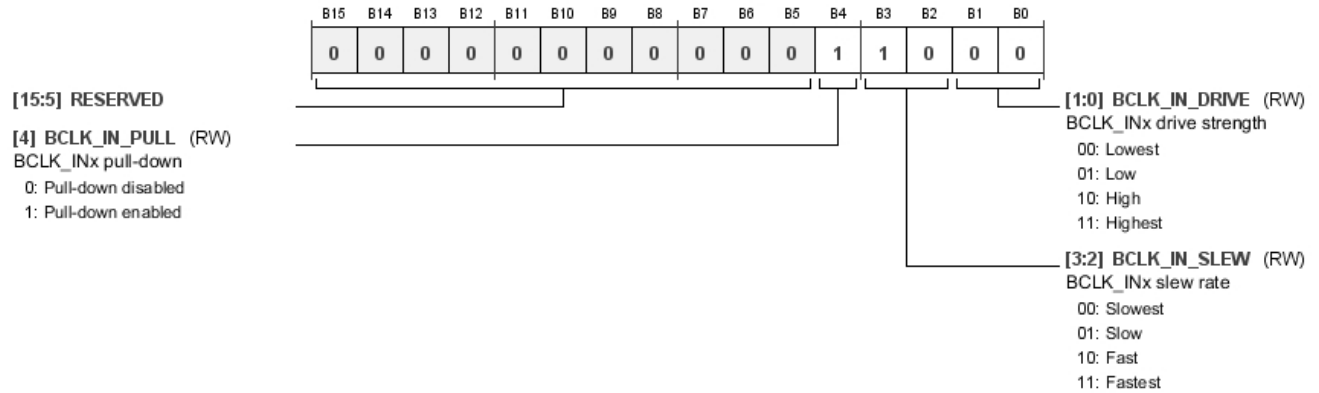 B15 B14 B13 B12 B11 B10 B9 B8 B7 B6 B5 B4 B3 B2 B1 B0
0 0 0 0 0 0 0 0 0 0 0 1 1 0 0 0
[15:5] RESERVED
[4] BCLK_IN_PULL (RW)
BCLK_INx pull-down
0: Pull-down disabled
1: Pull-down enabled
[1:0] BCLK_IN_DRIVE (RW)
BCLK_INx drive strength
00: Lowest
01: Low
10: High
11: Highest
[3:2] BCLK_IN_SLEW (RW)
BCLK_INx slew rate
00: Slowest
01: Slow
10: Fast
11: Fastest